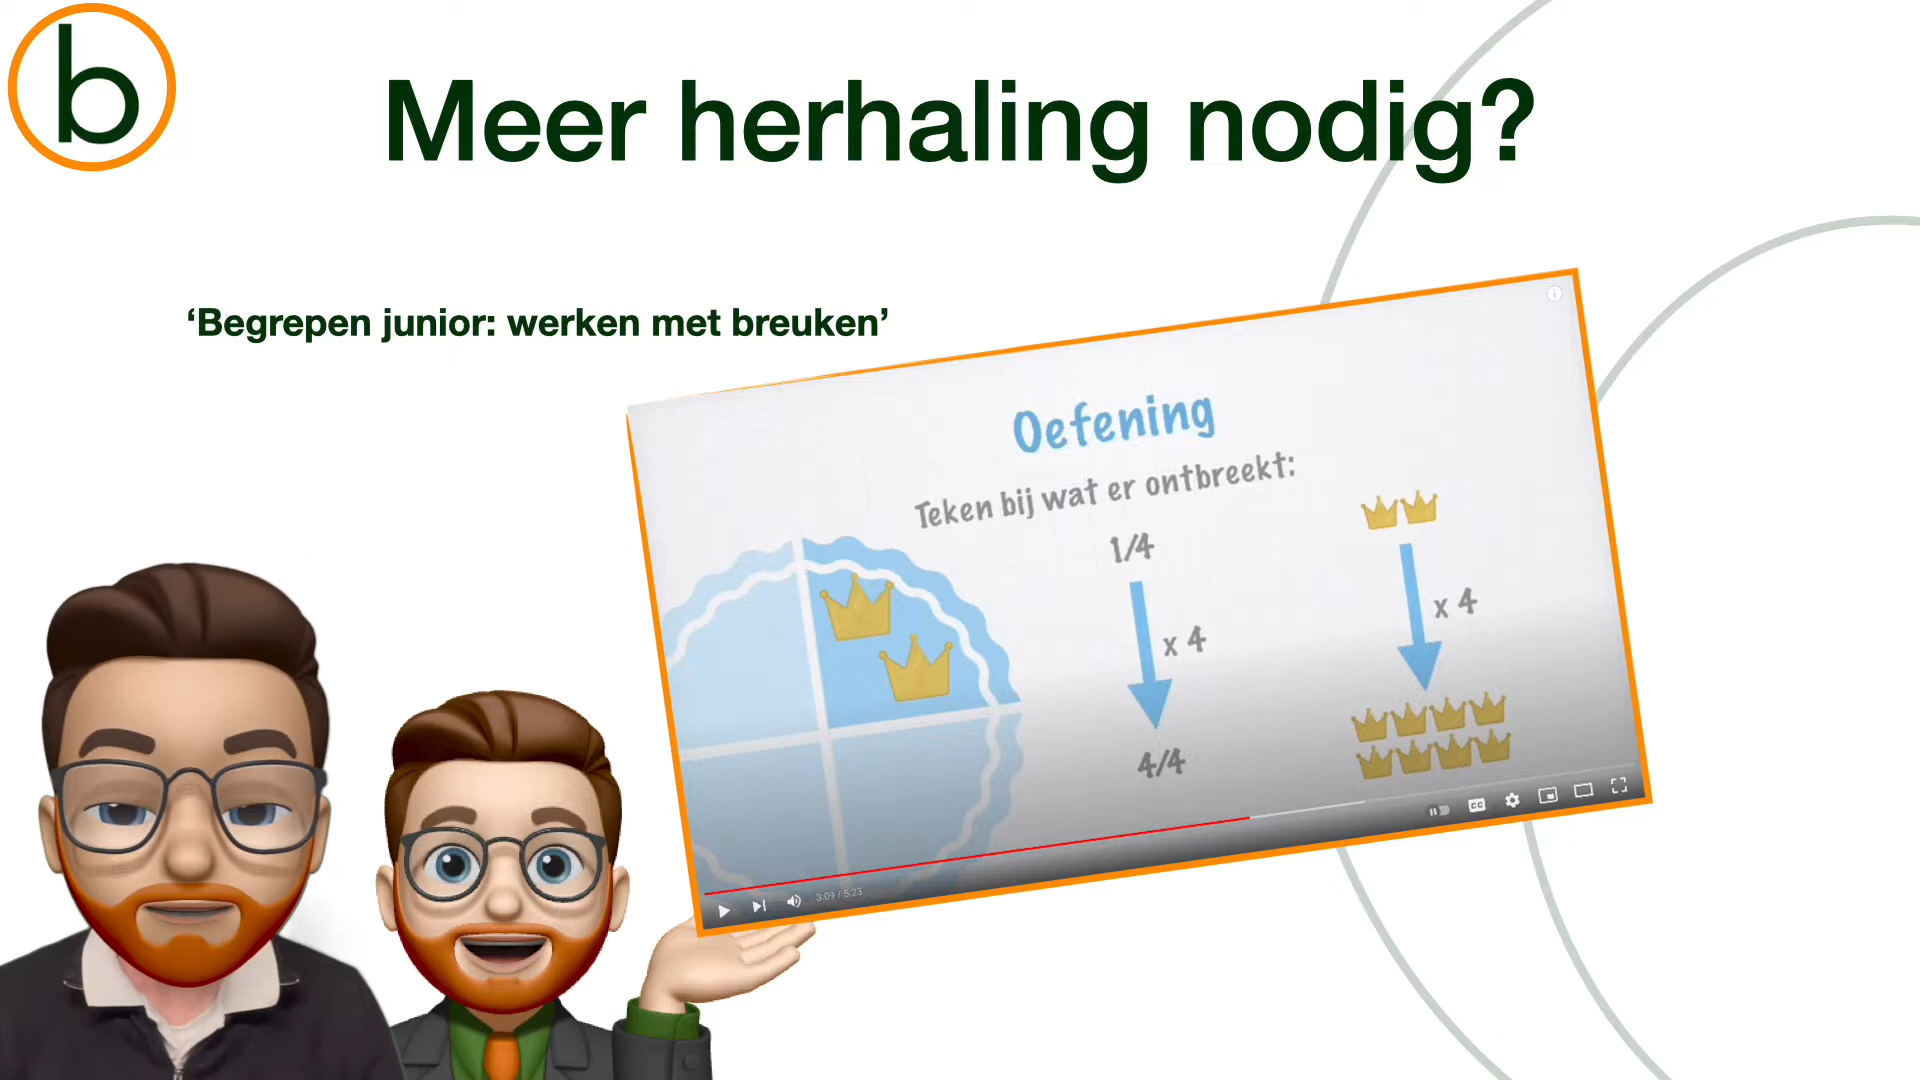 b
Meer herhaling nodig?
‘Begrepen junior: werken met breuken’
Oefening
Teken bij wat er ontbreekt:
1/4
x 4
x 4
4/4
3:09 / 5:23
CC